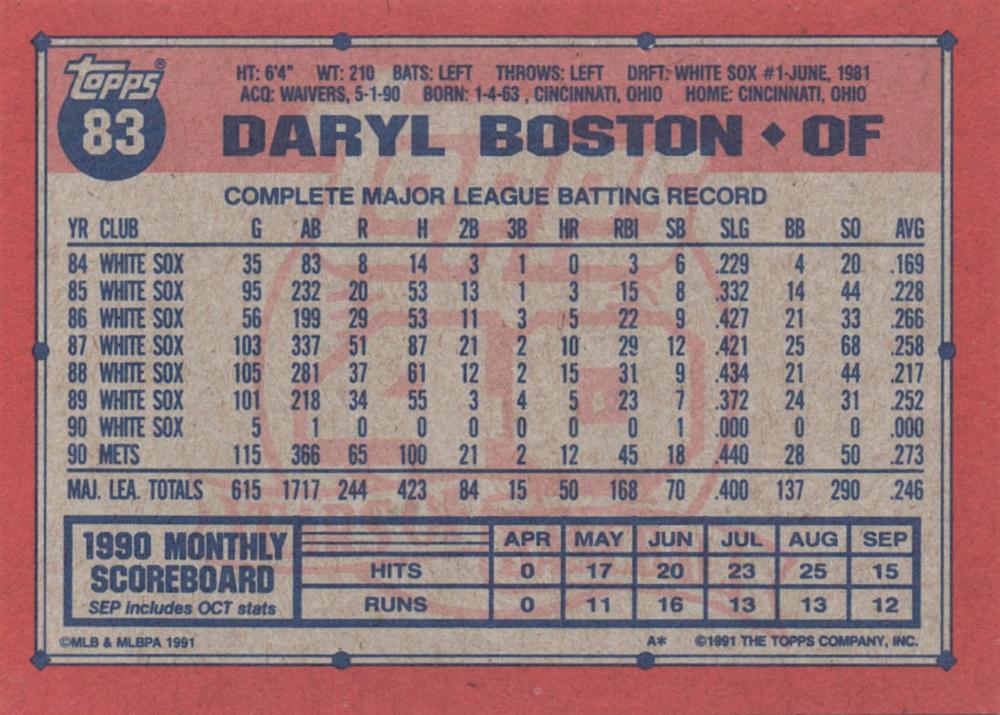 topps®
83
HT: 6'4" WT: 210 BATS: LEFT THROWS: LEFT DRFT: WHITE SOX #1-JUNE, 1981
ACQ: WAIVERS, 5-1-90 BORN: 1-4-63 , CINCINNATI, OHIO HOME: CINCINNATI, OHIO
DARYL BOSTON ◆ OF
COMPLETE MAJOR LEAGUE BATTING RECORD
YR CLUB G AB R H 2B 3B HR RBI SB SLG BB SO AVG
84 WHITE SOX 35 83 8 14 3 1 0 3 6 .229 4 20 .169
85 WHITE SOX 95 232 20 53 13 1 3 15 8 .332 14 44 .228
86 WHITE SOX 56 199 29 53 11 3 5 22 9 .427 21 33 .266
87 WHITE SOX 103 337 51 87 21 2 10 29 12 .421 25 68 .258
88 WHITE SOX 105 281 37 61 12 2 15 31 9 .434 21 44 .217
89 WHITE SOX 101 218 34 55 3 4 5 23 7 .372 24 31 .252
90 WHITE SOX 5 1 0 0 0 0 0 0 1 .000 0 0 .000
90 METS 115 366 65 100 21 2 12 45 18 .440 28 50 .273
MAJ. LEA. TOTALS 615 1717 244 423 84 15 50 168 70 .400 137 290 .246
1990 MONTHLY SCOREBOARD
SEP includes OCT stats
APR MAY JUN JUL AUG SEP
HITS 0 17 20 23 25 15
RUNS 0 11 16 13 13 12
©MLB & MLBPA 1991 A* ©1991 THE TOPPS COMPANY, INC.